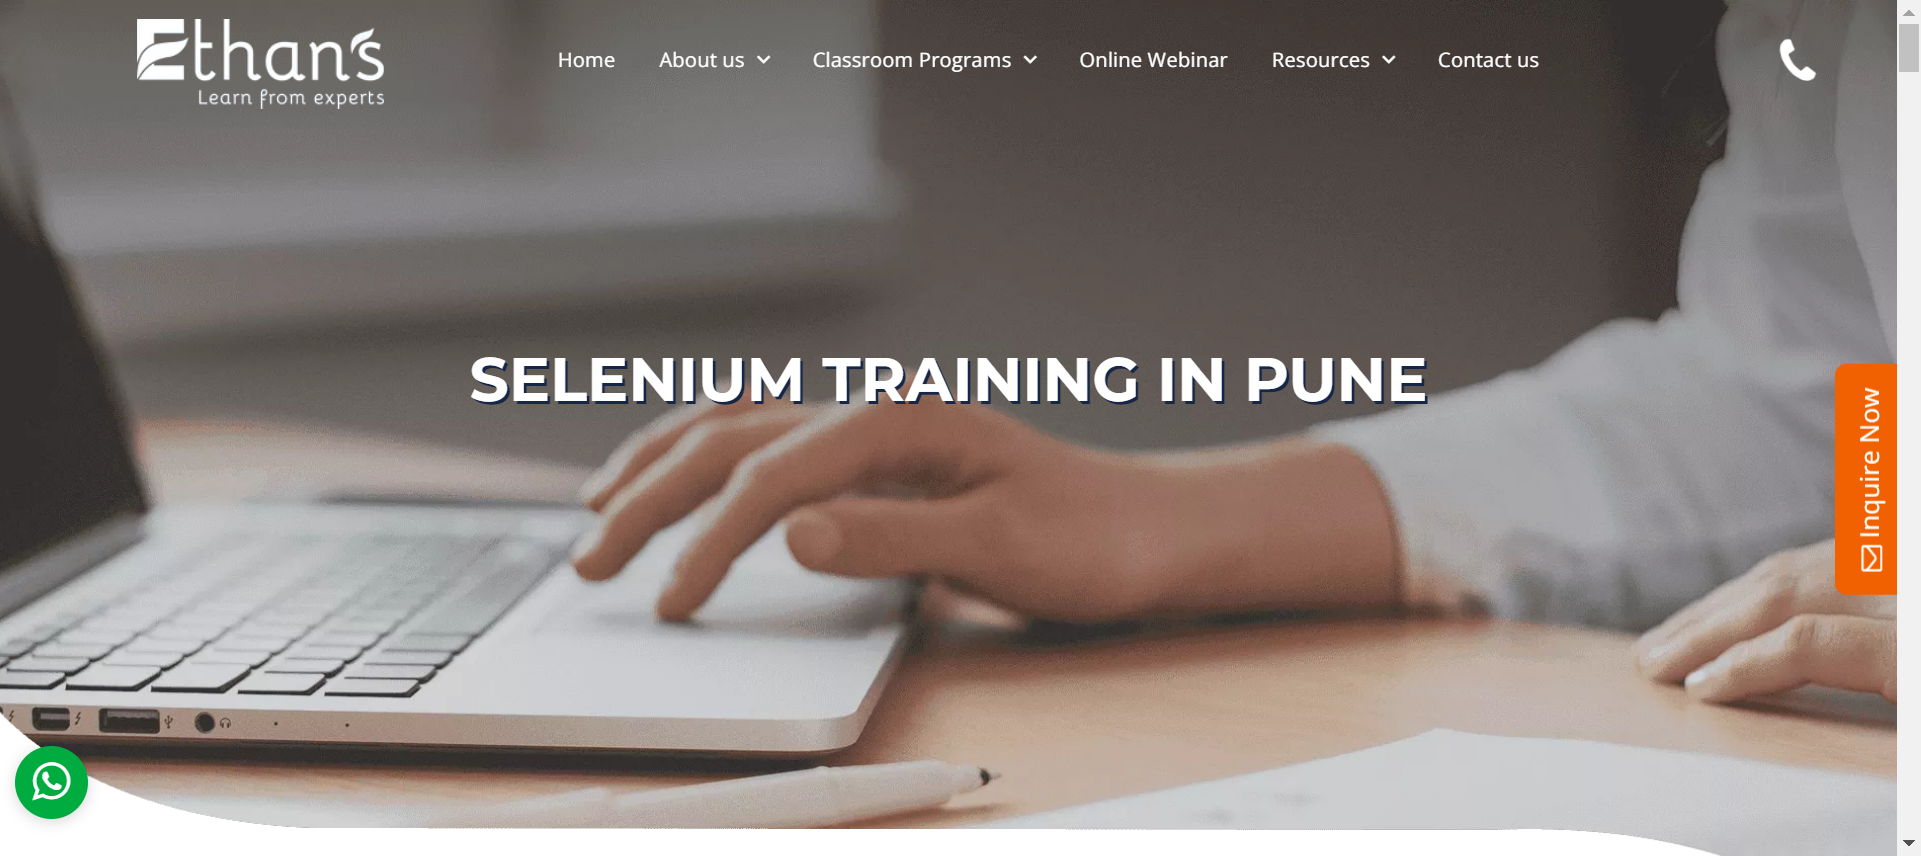 Ethan's
Learn from experts
Home
About us
Classroom Programs
Online Webinar
Resources
Contact us
SELENIUM TRAINING IN PUNE
Inquire Now